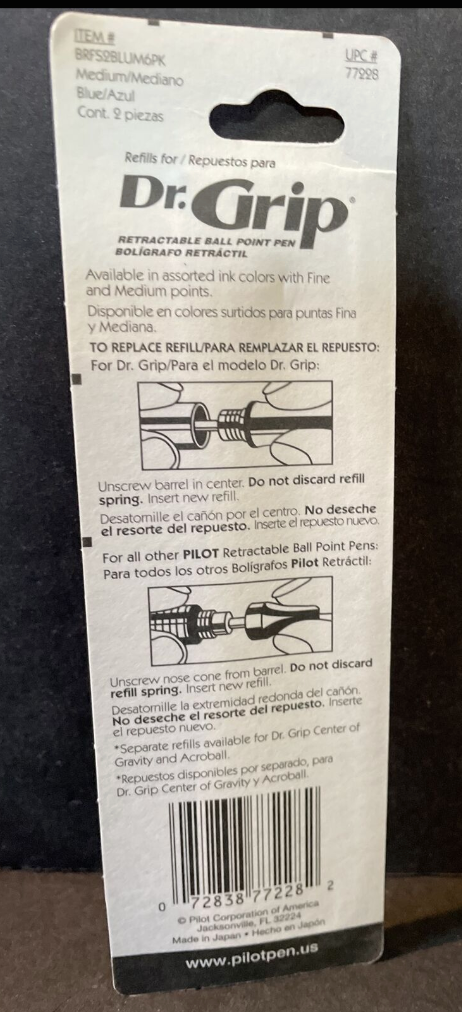 ITEM #
BRFS2BLUM6PK
Medium/Mediano
Blue/Azul
Cont. 2 piezas
UPC #
77228
Refills for / Repuestos para
Dr. Grip®
RETRACTABLE BALL POINT PEN
BOLÍGRAFO RETRÁCTIL
Available in assorted ink colors with Fine
and Medium points.
Disponible en colores surtidos para puntas Fina
y Mediana.
TO REPLACE REFILL/PARA REMPLAZAR EL REPUESTO:
For Dr. Grip/Para el modelo Dr. Grip:
Unscrew barrel in center. Do not discard refill
spring. Insert new refill.
Desatornille el cañón por el centro. No deseche
el resorte del repuesto. Inserte el repuesto nuevo.
For all other PILOT Retractable Ball Point Pens:
Para todos los otros Bolígrafos Pilot Retráctil:
Unscrew nose cone from barrel. Do not discard
refill spring. Insert new refill.
Desatornille la extremidad redonda del cañón.
No deseche el resorte del repuesto. Inserte
el repuesto nuevo.
*Separate refills available for Dr. Grip Center of
Gravity and Acroball.
*Repuestos disponibles por separado, para
Dr. Grip Center of Gravity y Acroball.
0 72838 77228 2
© Pilot Corporation of America
Jacksonville, FL 32224
Made in Japan • Hecho en Japón
www.pilotpen.us